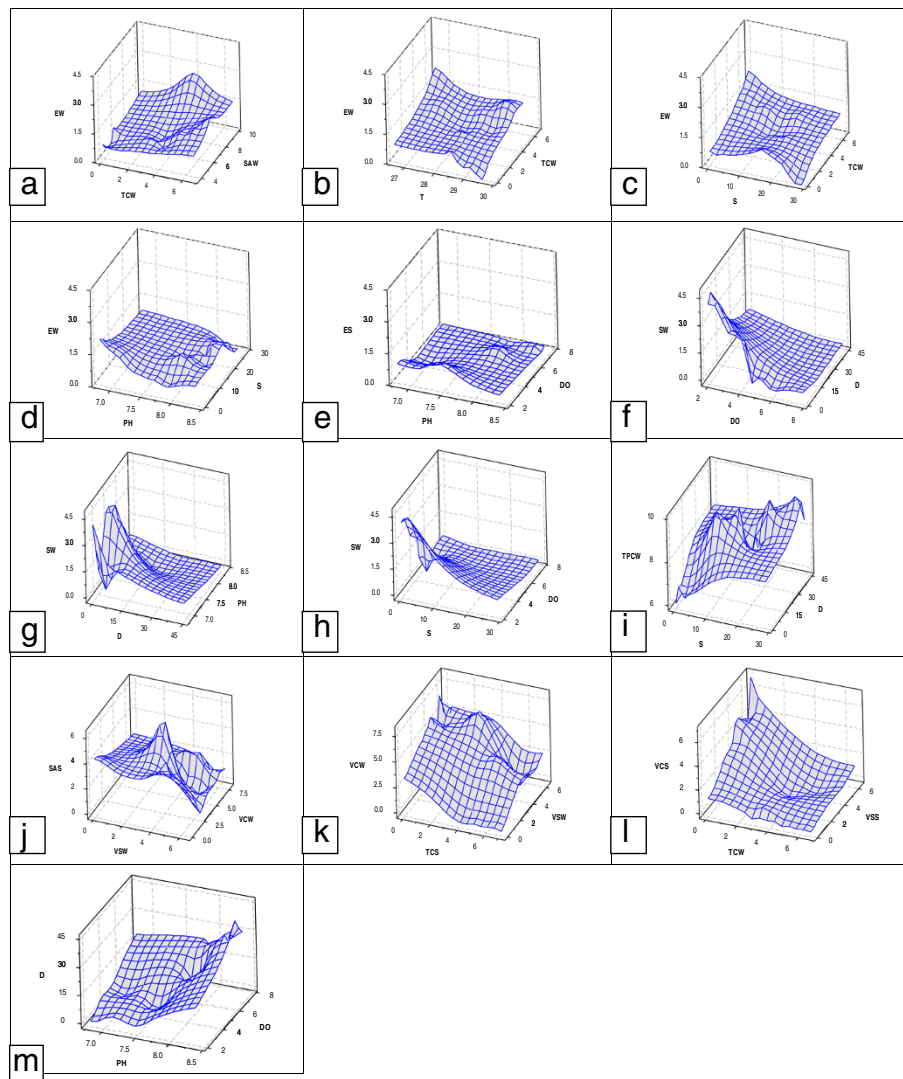 4.5
3.0
EW
1.5
10
8
0.0
6
SAW
0
2
4
4
TCW
6
a
4.5
3.0
EW
1.5
6
4
0.0
2
TCW
27
28
0
29
T
30
b
4.5
3.0
EW
1.5
6
4
0.0
2
TCW
0
10
0
20
S
30
c
4.5
3.0
EW
1.5
30
20
0.0
10
S
7.0
7.5
0
8.0
PH
8.5
d
4.5
3.0
ES
1.5
8
6
0.0
4
DO
7.0
7.5
2
8.0
PH
8.5
e
4.5
3.0
SW
1.5
45
30
0.0
15
D
2
4
0
6
DO
8
f
4.5
3.0
SW
1.5
8.5
8.0
0.0
7.5
PH
0
7.0
15
30
D
45
g
4.5
3.0
SW
1.5
8
6
0.0
4
DO
0
2
10
20
S
30
h
10
TPCW
8
45
30
6
15
D
0
0
10
20
S
30
i
6
SAS
4
2
7.5
5.0
0
VCW
2.5
0
0.0
2
4
VSW
6
j
7.5
VCW
5.0
2.5
6
4
0.0
VSW
2
0
0
2
4
TCS
6
k
6
VCS
4
2
6
4
0
VSS
2
0
0
2
4
TCW
6
l
45
30
D
15
8
6
0
DO
4
7.0
2
7.5
8.0
PH
8.5
m